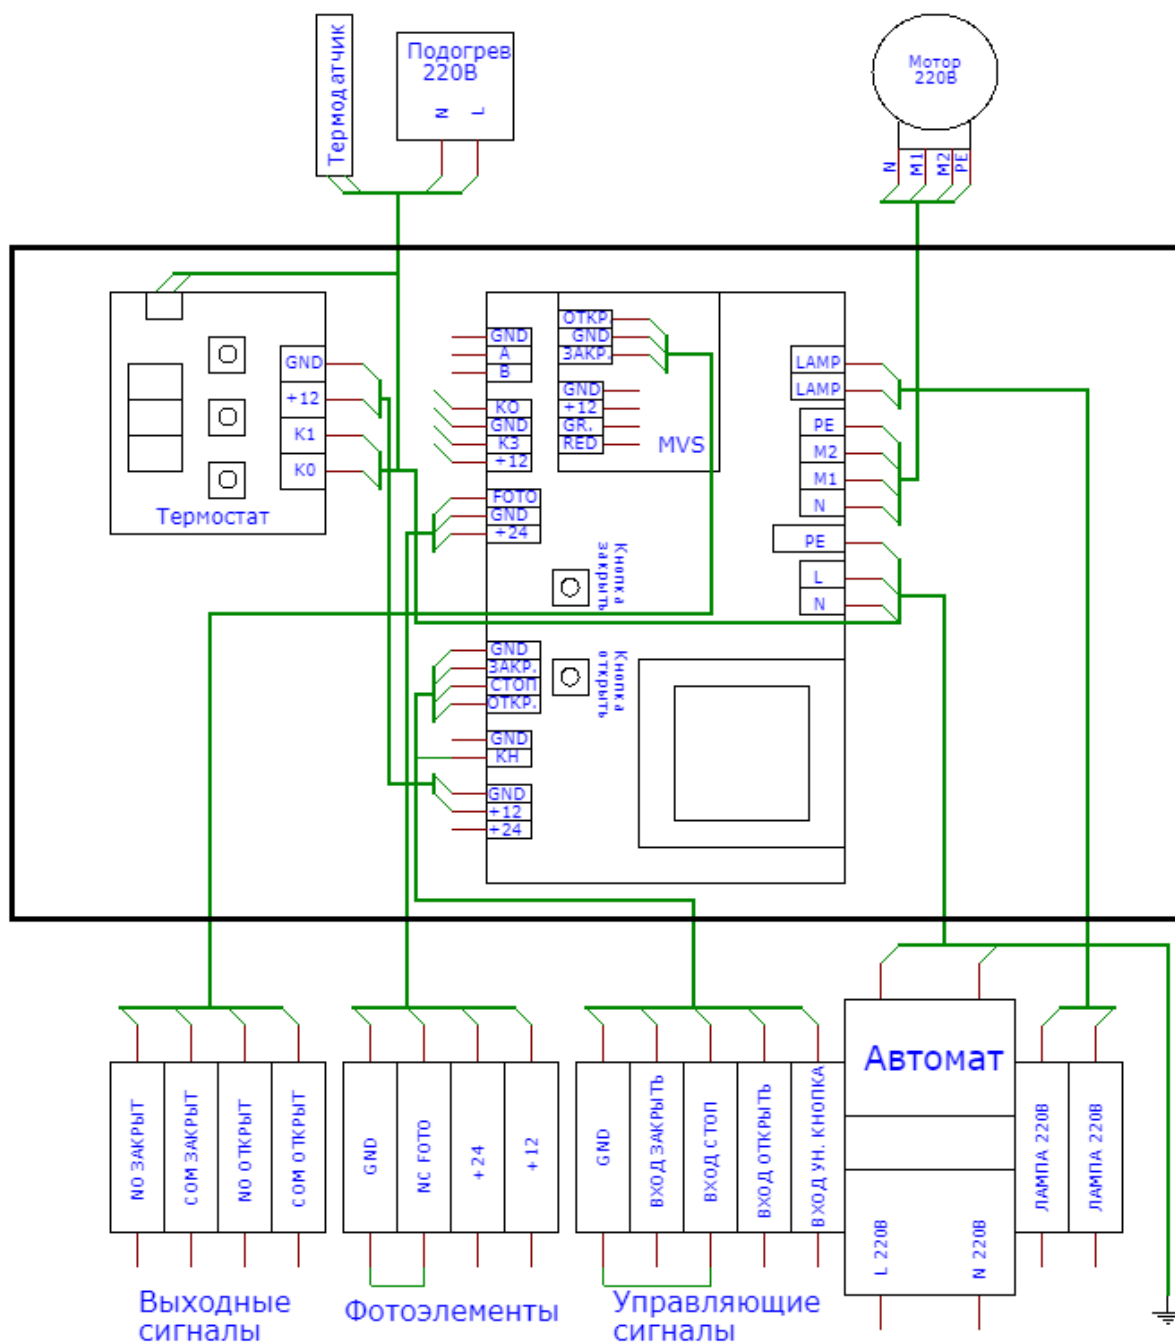 Термодатчик
Подогрев
220В
N
L
Мотор
220В
N
M1
M2
PE
GND
+12
K1
K0
Термостат
GND
A
B
КО
GND
КЗ
+12
FOTO
GND
+24
ОТКР.
GND
ЗАКР.
GND
+12
GR.
RED
MVS
LAMP
LAMP
PE
M2
M1
N
PE
L
N
Кнопка
закрыть
Кнопка
открыть
GND
ЗАКР.
СТОП
ОТКР.
GND
КН
GND
+12
+24
NO ЗАКРЫТ
COM ЗАКРЫТ
NO ОТКРЫТ
COM ОТКРЫТ
Выходные
сигналы
GND
NC FOTO
+24
+12
Фотоэлементы
GND
ВХОД ЗАКРЫТЬ
ВХОД СТОП
ВХОД ОТКРЫТЬ
ВХОД УН. КНОПКА
Управляющие
сигналы
Автомат
L 220В
N 220В
ЛАМПА 220В
ЛАМПА 220В